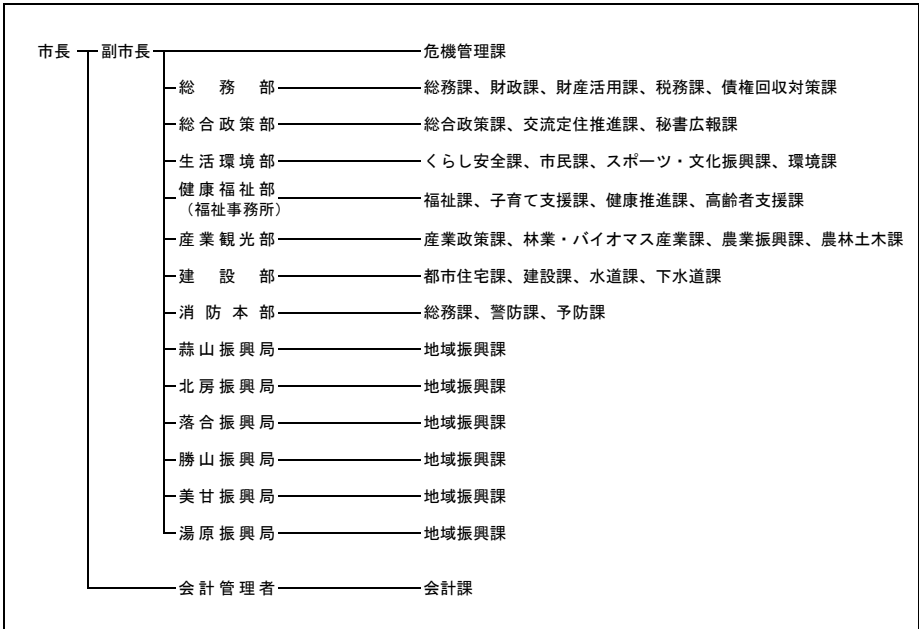 市長 副市長 危機管理課
総務部 総務課、財政課、財産活用課、税務課、債権回収対策課
総合政策部 総合政策課、交流定住推進課、秘書広報課
生活環境部 くらし安全課、市民課、スポーツ・文化振興課、環境課
健康福祉部 福祉課、子育て支援課、健康推進課、高齢者支援課
(福祉事務所)
産業観光部 産業政策課、林業・バイオマス産業課、農業振興課、農林土木課
建設部 都市住宅課、建設課、水道課、下水道課
消防本部 総務課、警防課、予防課
蒜山振興局 地域振興課
北房振興局 地域振興課
落合振興局 地域振興課
勝山振興局 地域振興課
美甘振興局 地域振興課
湯原振興局 地域振興課
会計管理者 会計課